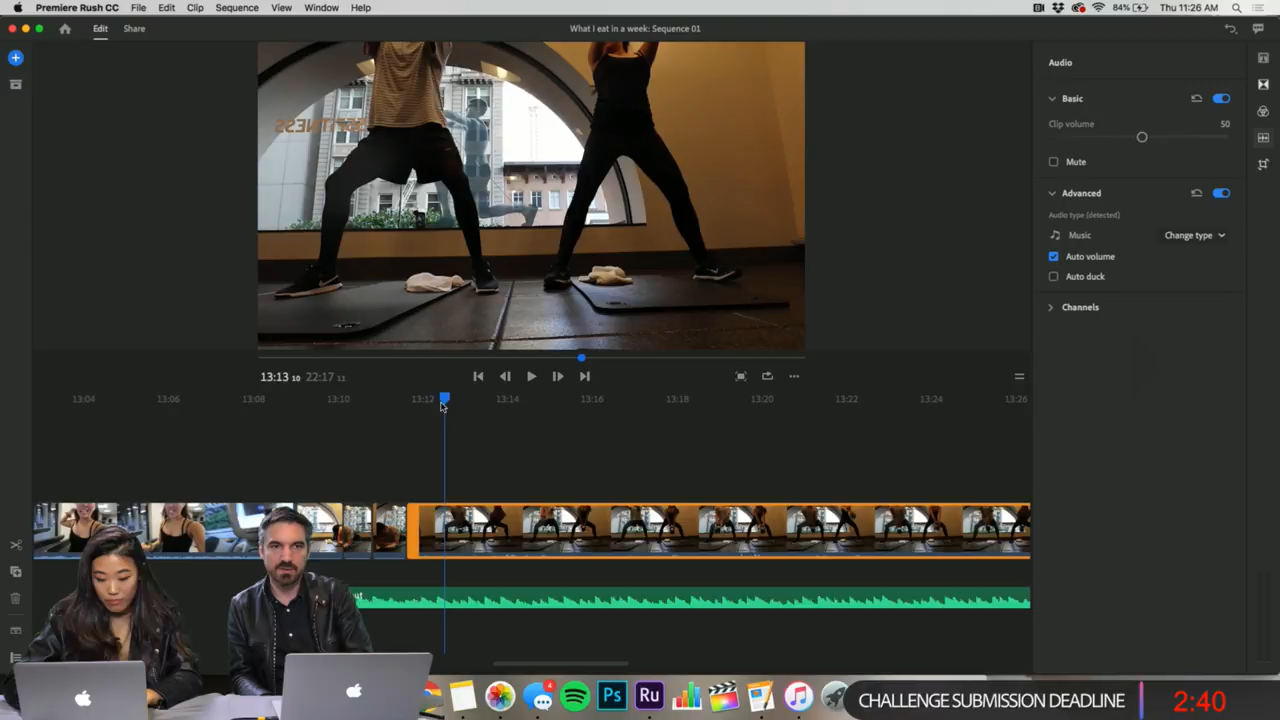 Premiere Rush CC File Edit Clip Sequence View Window Help 84% Thu 11:26 AM
Edit Share What I eat in a week: Sequence 01
Audio
Basic
Clip volume 50
Mute
Advanced
Audio type (detected)
Music Change type
Auto volume
Auto duck
Channels
13:13 10 22:17 11
13:04 13:06 13:08 13:10 13:12 13:14 13:16 13:18 13:20 13:22 13:24 13:26
4
Ps
Ru
CHALLENGE SUBMISSION DEADLINE 2:40